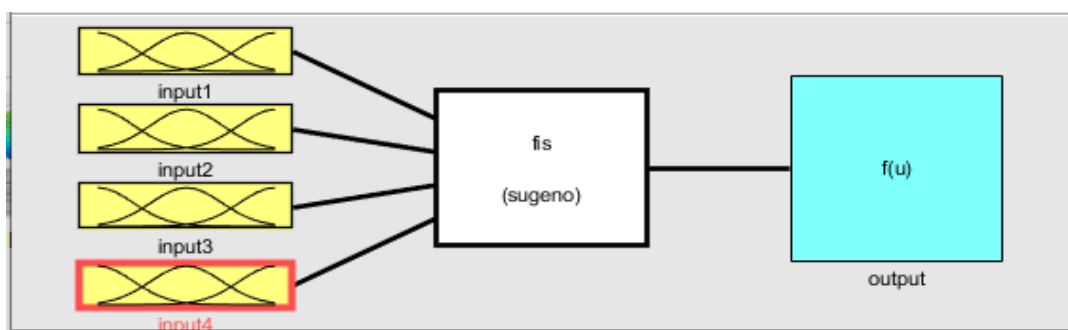 input1
input2
input3
input4
fis
(sugeno)
f(u)
output